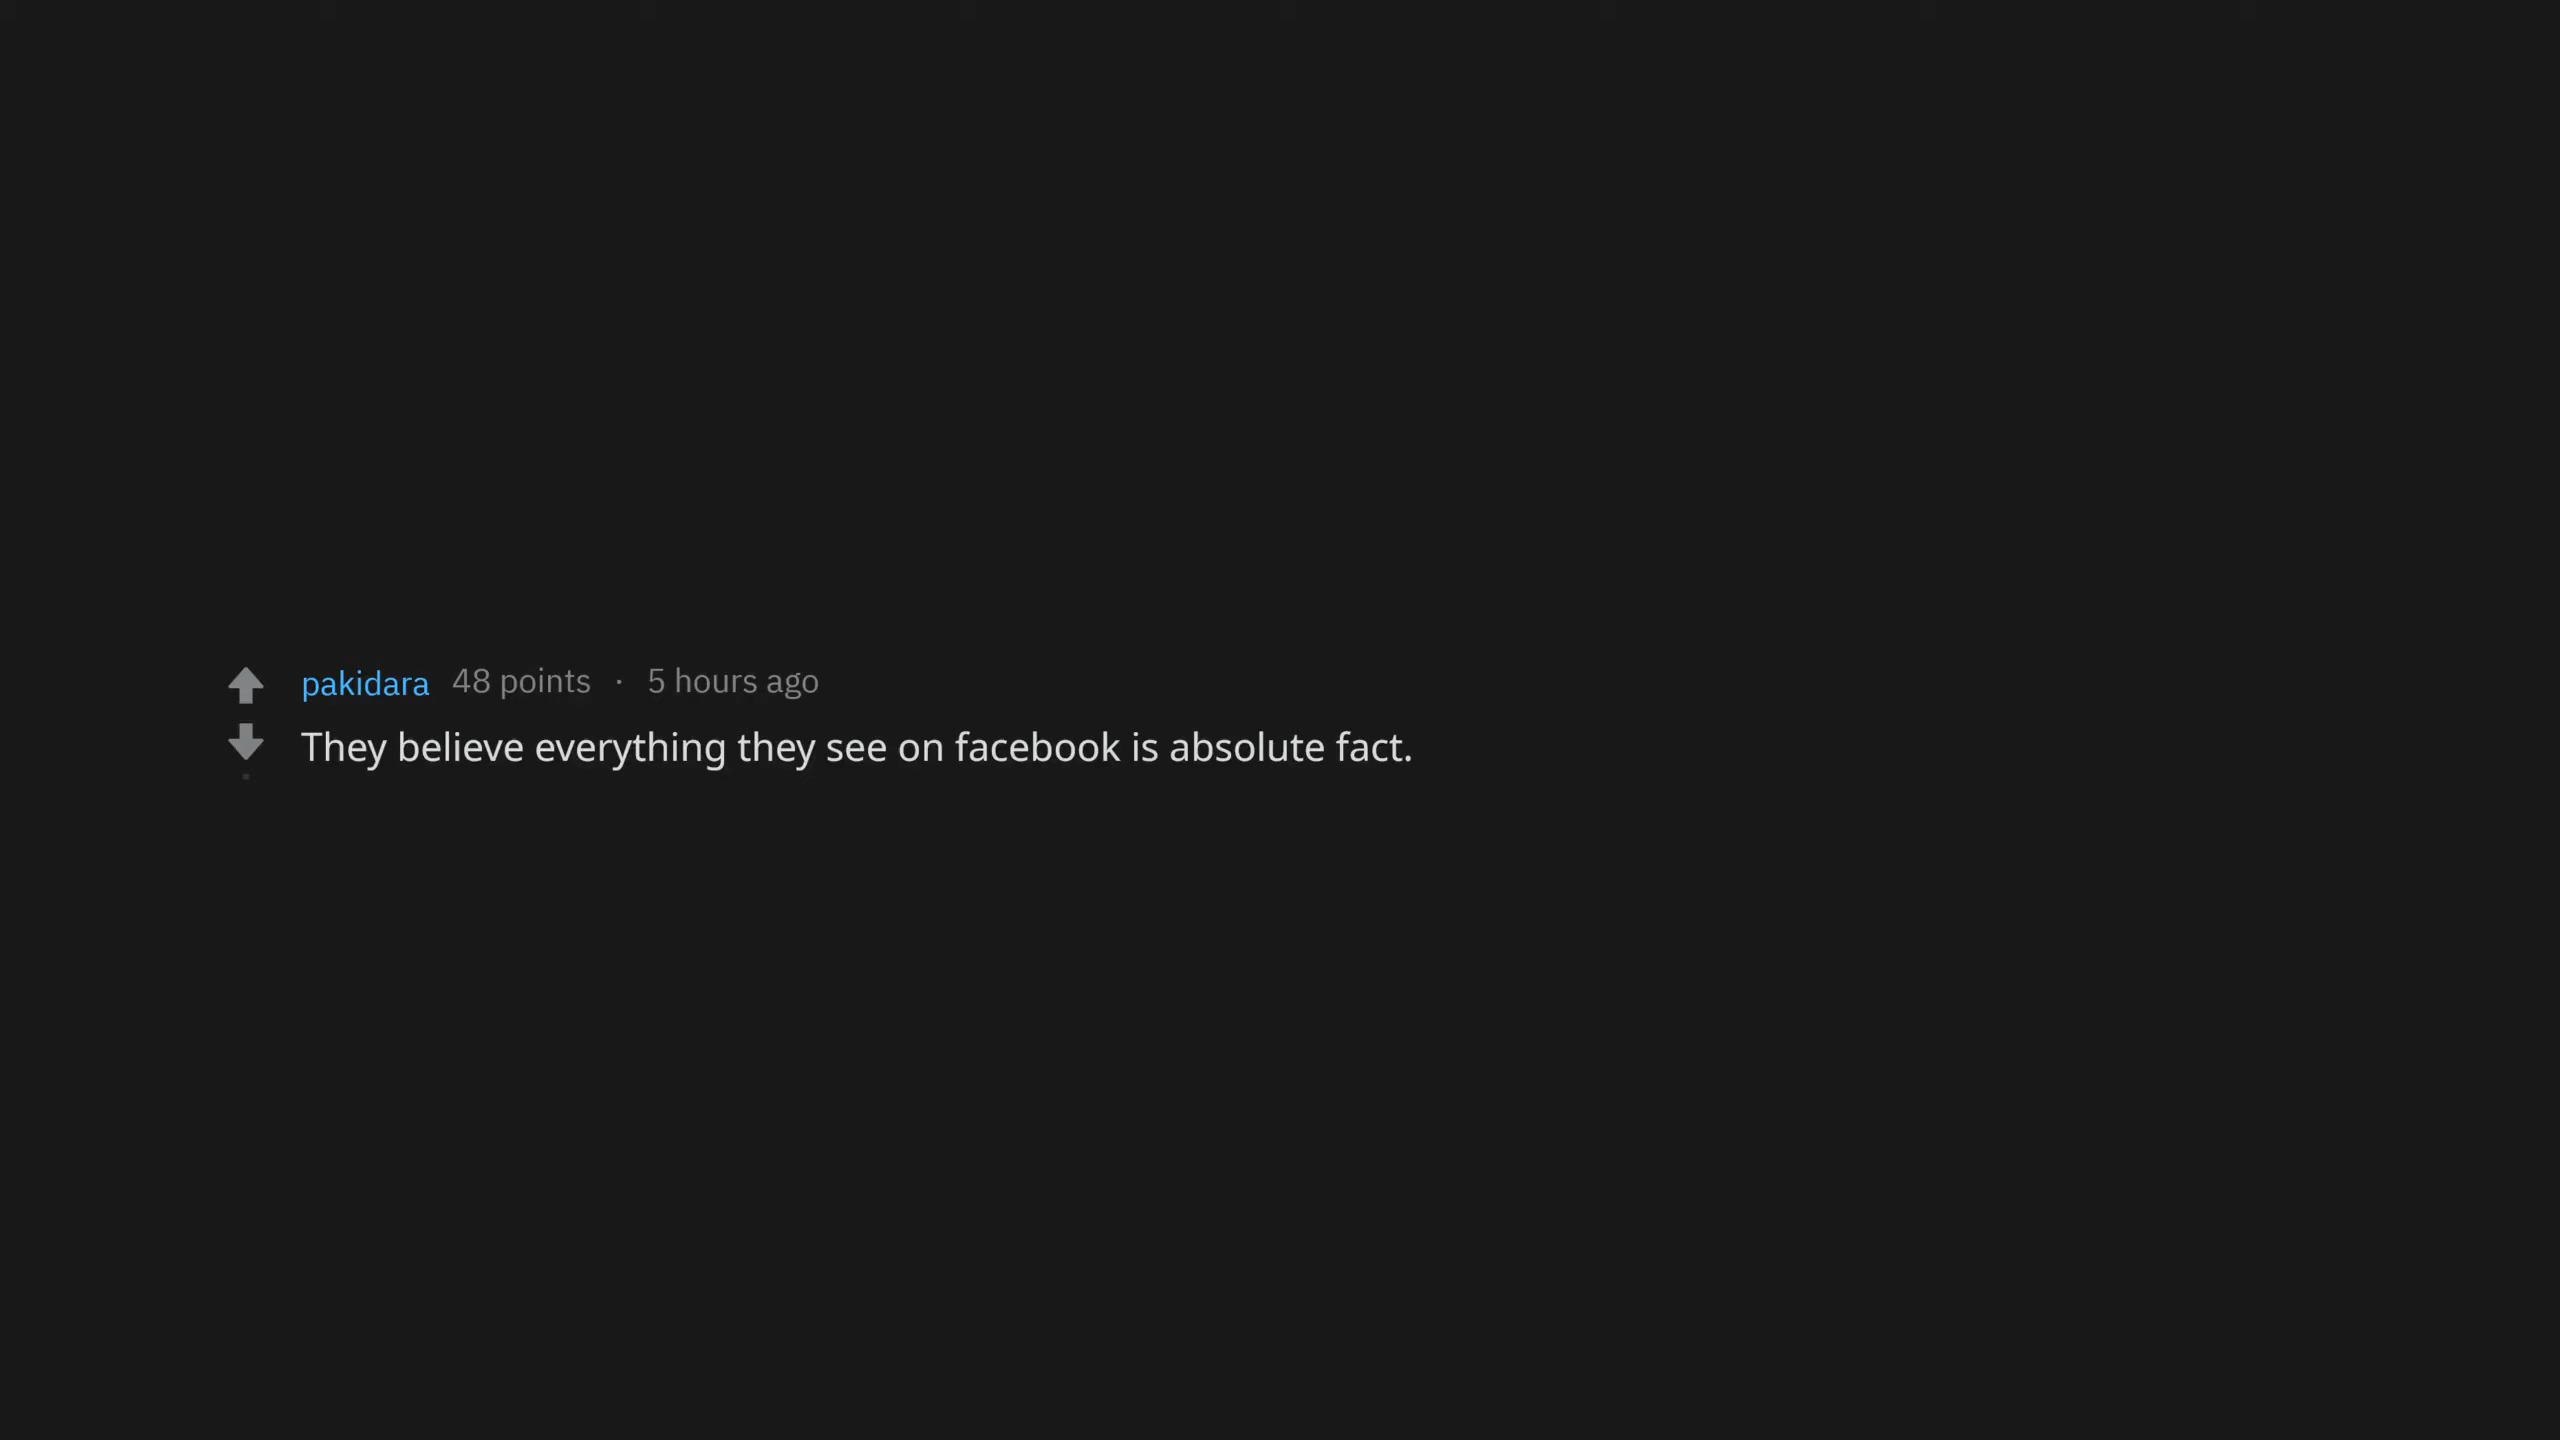 pakidara 48 points · 5 hours ago
They believe everything they see on facebook is absolute fact.